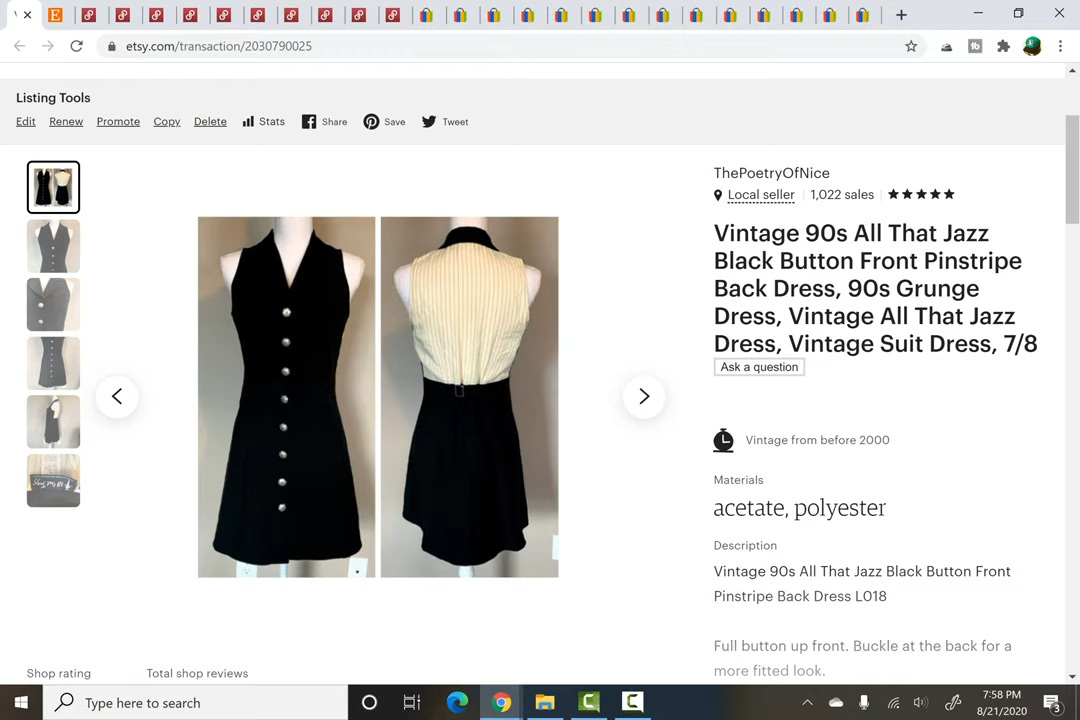 etsy.com/transaction/2030790025
Listing Tools
Edit Renew Promote Copy Delete Stats Share Save Tweet
ThePoetryOfNice
Local seller 1,022 sales
Vintage 90s All That Jazz
Black Button Front Pinstripe
Back Dress, 90s Grunge
Dress, Vintage All That Jazz
Dress, Vintage Suit Dress, 7/8
Ask a question
Vintage from before 2000
Materials
acetate, polyester
Description
Vintage 90s All That Jazz Black Button Front
Pinstripe Back Dress L018
Full button up front. Buckle at the back for a
more fitted look.
Shop rating Total shop reviews
Type here to search
7:58 PM
8/21/2020
3